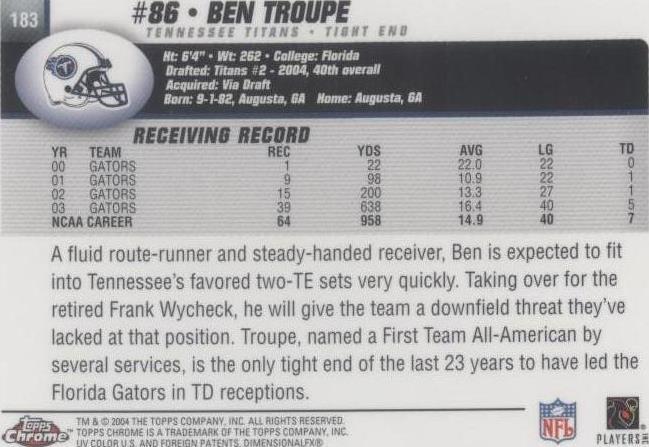 183
#86 • BEN TROUPE
TENNESSEE TITANS • TIGHT END
Ht: 6'4" • Wt: 262 • College: Florida
Drafted: Titans #2 - 2004, 40th overall
Acquired: Via Draft
Born: 9-1-82, Augusta, GA Home: Augusta, GA
RECEIVING RECORD
YR TEAM REC YDS AVG LG TD
00 GATORS 1 22 22.0 22 0
01 GATORS 9 98 10.9 22 1
02 GATORS 15 200 13.3 27 1
03 GATORS 39 638 16.4 40 5
NCAA CAREER 64 958 14.9 40 7
A fluid route-runner and steady-handed receiver, Ben is expected to fit
into Tennessee's favored two-TE sets very quickly. Taking over for the
retired Frank Wycheck, he will give the team a downfield threat they've
lacked at that position. Troupe, named a First Team All-American by
several services, is the only tight end of the last 23 years to have led the
Florida Gators in TD receptions.
Topps Chrome
TM & © 2004 THE TOPPS COMPANY, INC. ALL RIGHTS RESERVED.
TOPPS CHROME IS A TRADEMARK OF THE TOPPS COMPANY, INC.
UV COLOR U.S. AND FOREIGN PATENTS. DIMENSIONALFX®
NFL
PLAYERS INC